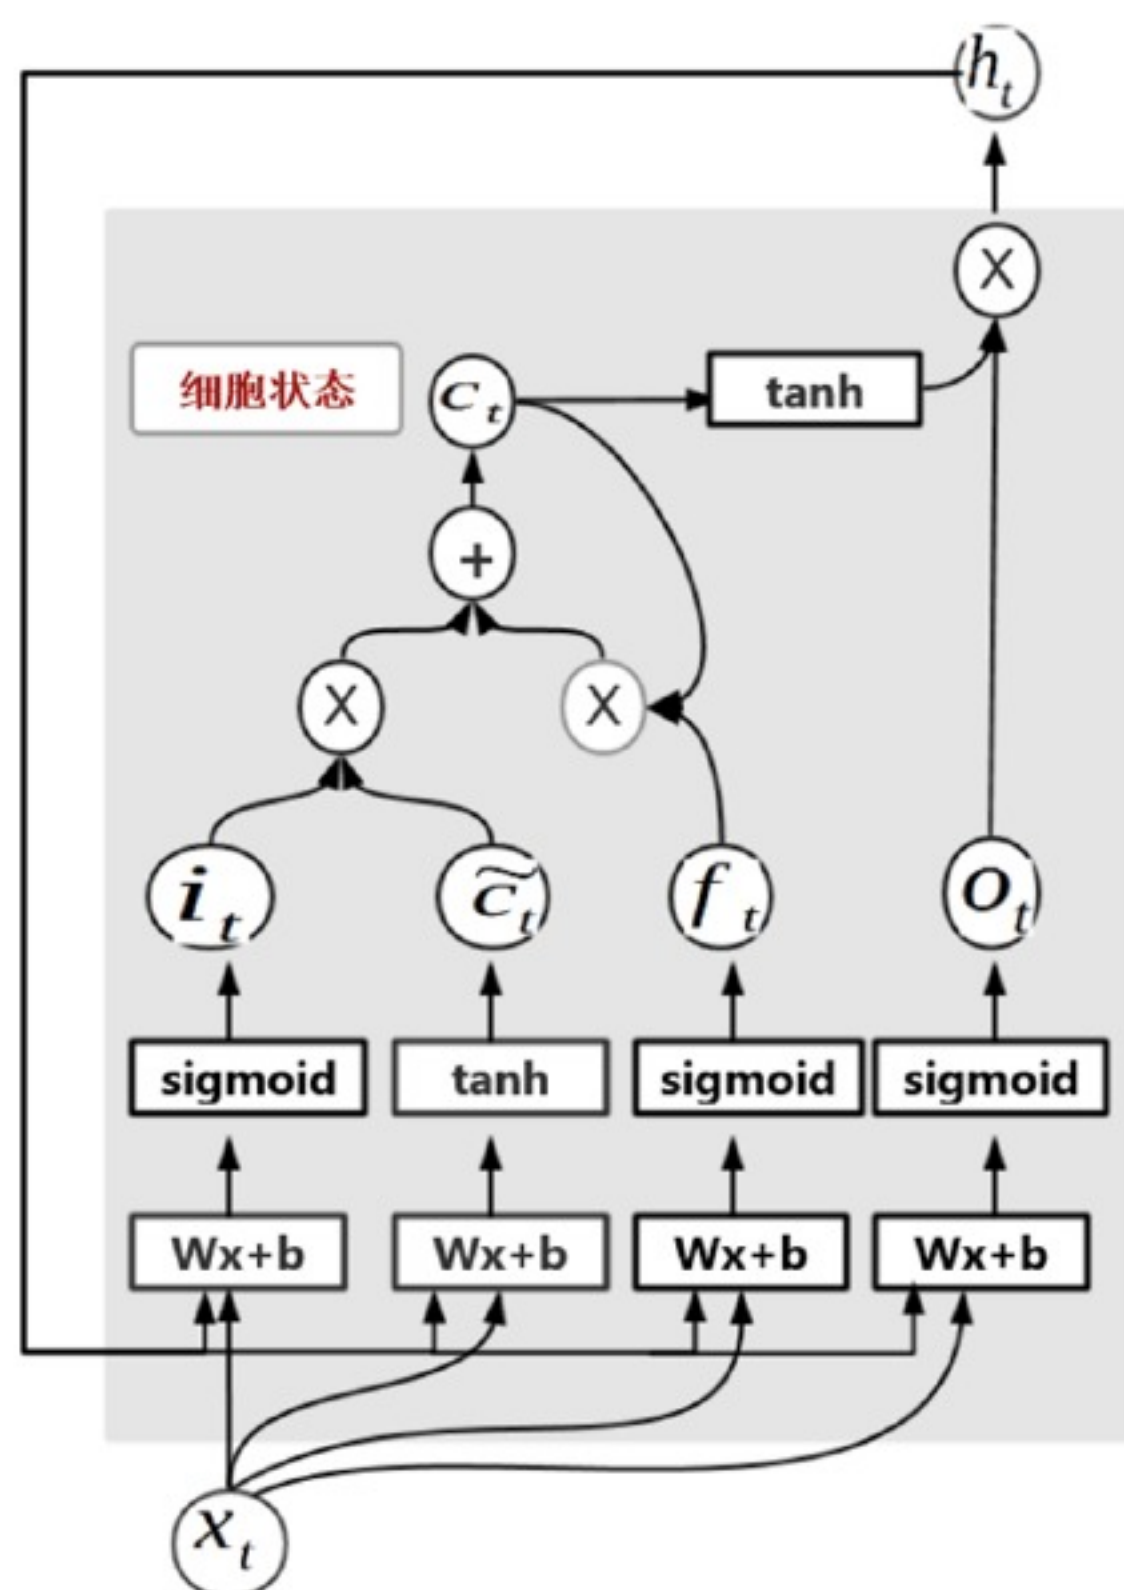 h_t
X
细胞状态
c_t
tanh
+
X
X
i_t
c̃_t
f_t
o_t
sigmoid
tanh
sigmoid
sigmoid
Wx+b
Wx+b
Wx+b
Wx+b
x_t